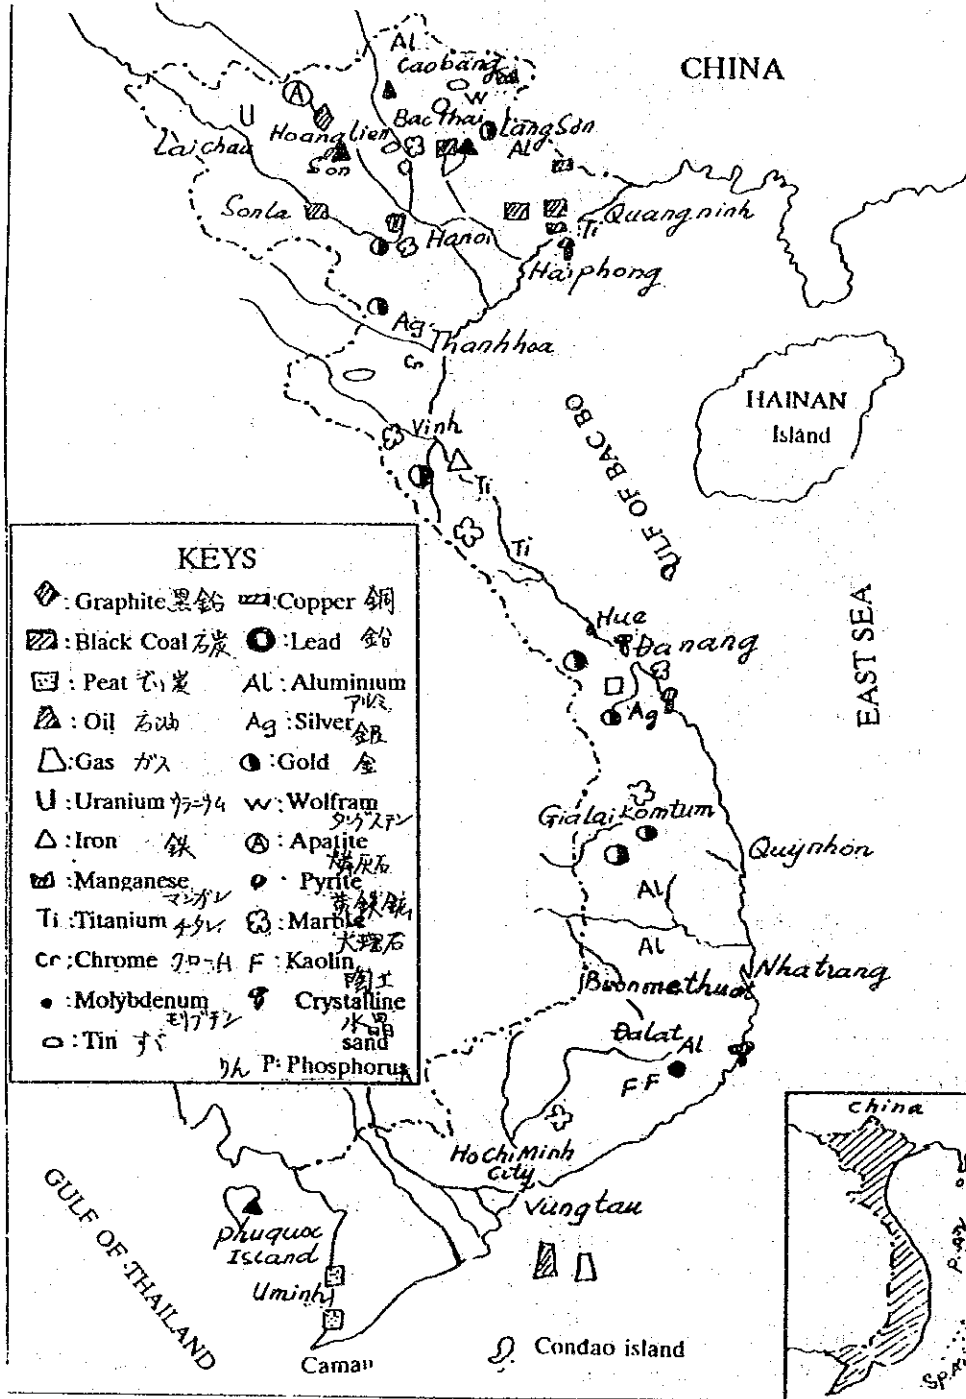 CHINA
Al
Caobang
W
U
A
Bac thai
Langson
Al
Hoanglien
Son
Laichau
Sonla
Hanoi
Quangninh
Ti
Haiphong
Ag
Thanhhoa
Cr
HAINAN
Island
Vinh
Ti
GULF OF BAC BO
Ti
EAST SEA
Hue
Đanang
Ag
Gialai Komtum
Quynhon
Al
Al
Nhatrang
Buonmethuot
Đalat
Al
F F
HoChiMinh
City
Vungtau
phuquoc
Island
Uminh
GULF OF THAILAND
Camau
Condao island
KEYS
: Graphite 黒鉛
: Copper 銅
: Black Coal 石炭
: Lead 鉛
: Peat でい炭
Al : Aluminium
アルミ
: Oil 石油
Ag : Silver
銀
: Gas ガス
: Gold 金
U : Uranium ウラニウム
W : Wolfram
タングステン
: Iron 鉄
A : Apatite
燐灰石
: Manganese
マンガン
: Pyrite
黄鉄鉱
Ti : Titanium チタン
: Marble
大理石
Cr : Chrome クローム
F : Kaolin
陶土
: Molybdenum
モリブデン
: Crystalline
sand
水晶
: Tin すず
りん P: Phosphorus
china